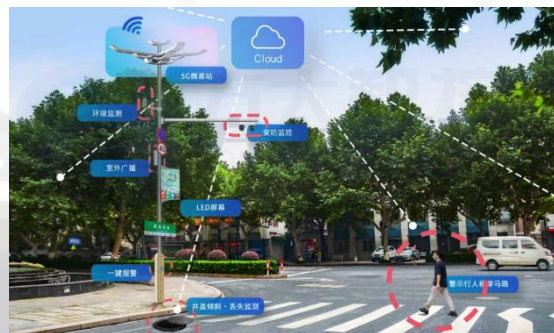 5G微基站
Cloud
环境监测
安防监控
室外广播
LED屏幕
一键报警
警示行人横穿马路
井盖倾斜·丢失监测